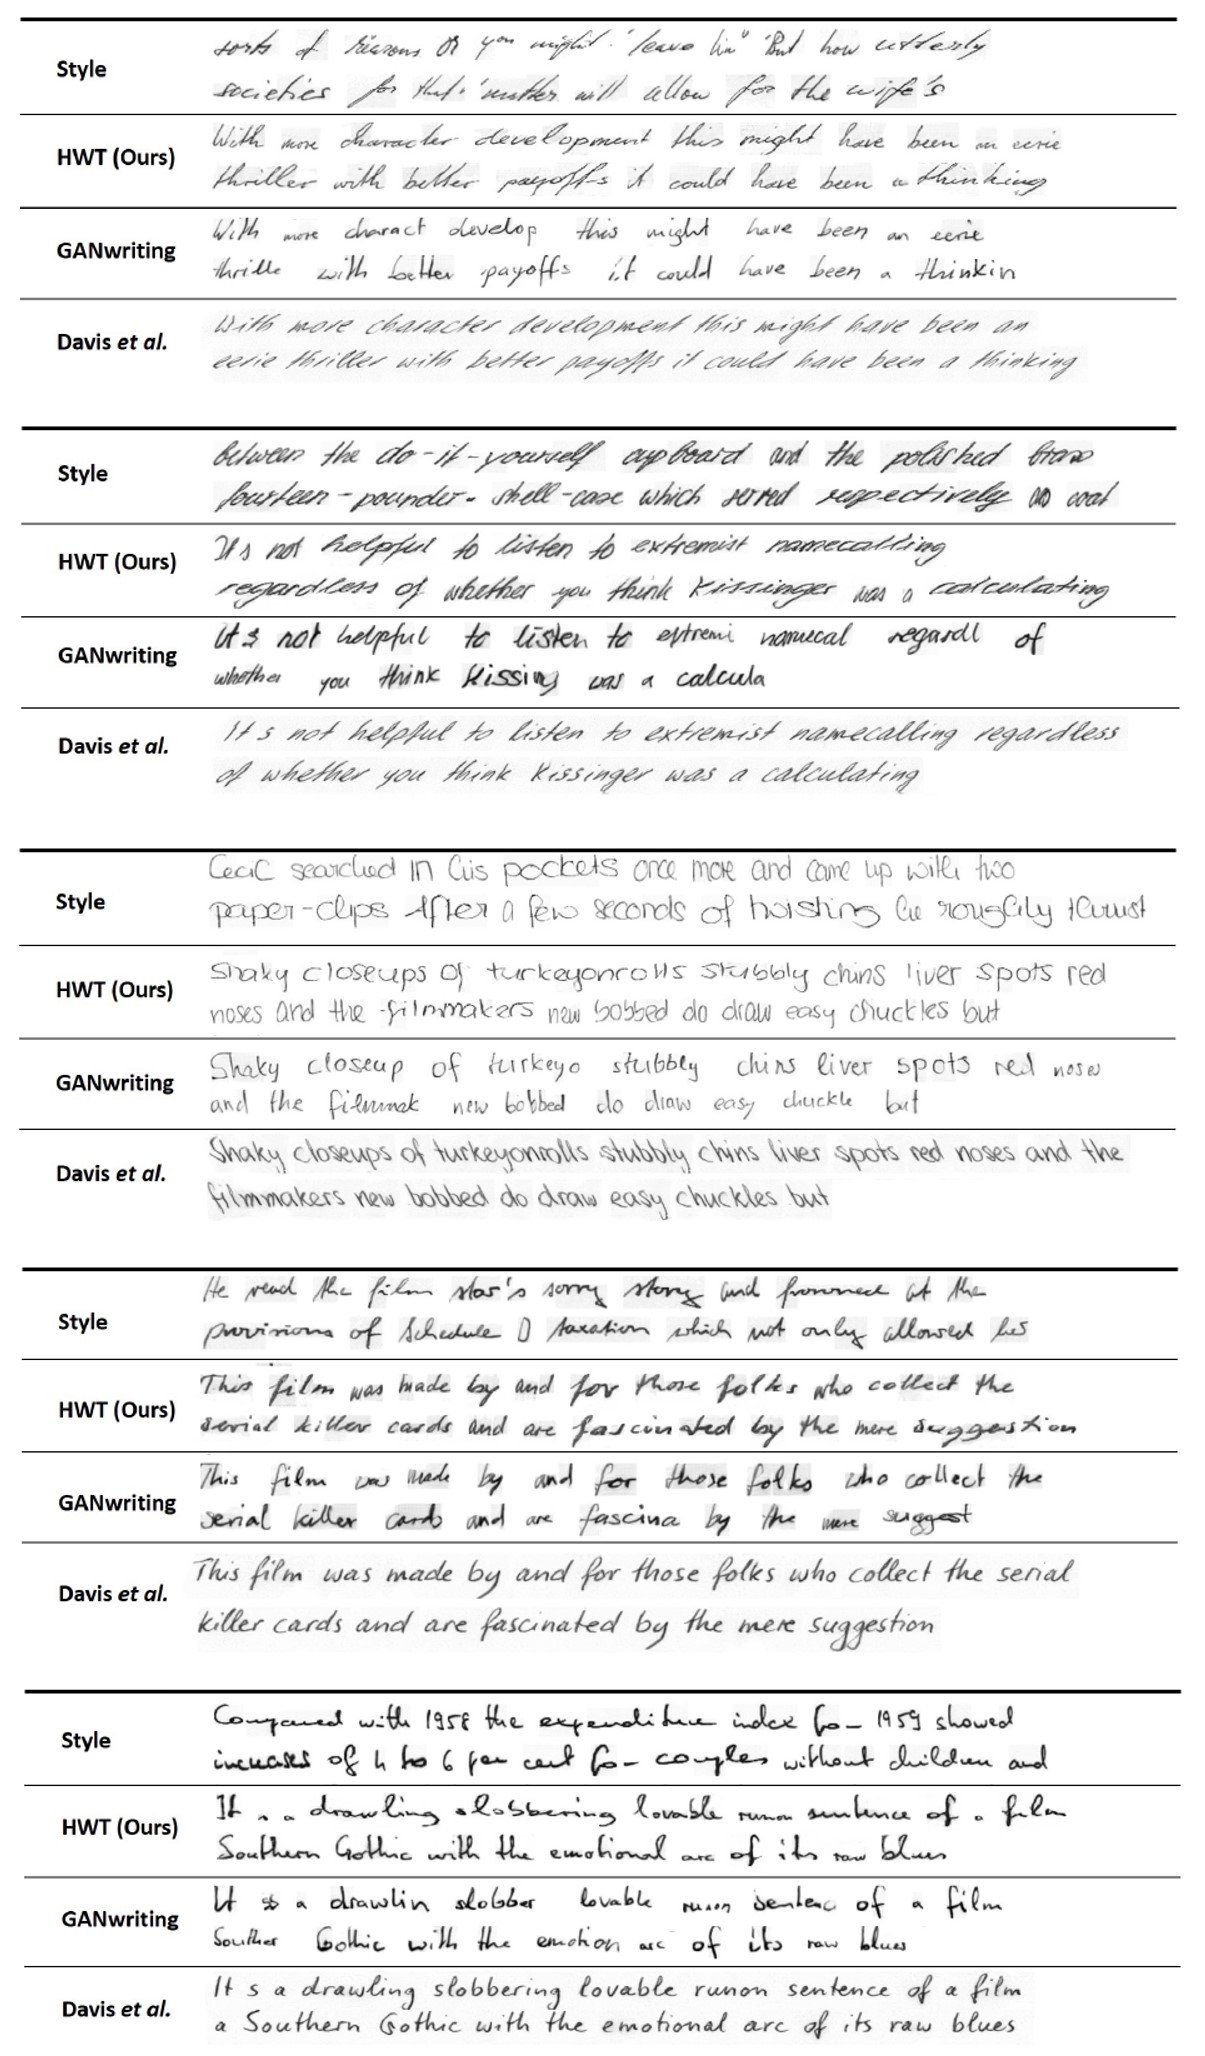 Style
sorts of reasons Or you might. "leave him" "But how utterly
societies for that. 'matter will allow for the wife's
HWT (Ours)
With more character development this might have been an eerie
thriller with better payoffs it could have been a thinking
GANwriting
With more charact develop this might have been an eerie
thrille with better payoffs it could have been a thinkin
Davis et al.
With more character development this might have been an
eerie thriller with better payoffs it could have been a thinking
Style
between the do-it-yourself cupboard and the polished brass
fourteen-pounder. shell-case which served respectively as coal
HWT (Ours)
It s not helpful to listen to extremist namecalling
regardless of whether you think Kissinger was a calculating
GANwriting
It s not helpful to listen to extremi namecal regardl of
whether you think Kissing was a calcula
Davis et al.
It s not helpful to listen to extremist namecalling regardless
of whether you think Kissinger was a calculating
Style
Cecil searched in his pockets once more and came up with two
paper-clips After a few seconds of twisting he roughly thrust
HWT (Ours)
Shaky closeups of turkeyonrolls stubbly chins liver spots red
noses and the filmmakers new bobbed do draw easy chuckles but
GANwriting
Shaky closeup of turkeyo stubbly chins liver spots red noses
and the filmmak new bobbed do draw easy chuckle but
Davis et al.
Shaky closeups of turkeyonrolls stubbly chins liver spots red noses and the
filmmakers new bobbed do draw easy chuckles but
Style
He read the film star's sorry story and frowned at the
provisions of Schedule D taxation which not only allowed his
HWT (Ours)
This film was made by and for those folks who collect the
serial killer cards and are fascinated by the mere suggestion
GANwriting
This film was made by and for those folks who collect the
serial killer cards and are fascina by the mere suggest
Davis et al.
This film was made by and for those folks who collect the serial
killer cards and are fascinated by the mere suggestion
Style
Compared with 1958 the expenditure index for 1959 showed
increases of 4 to 6 per cent for couples without children and
HWT (Ours)
It s a drawling slobbering lovable runon sentence of a film
Southern Gothic with the emotional arc of its raw blues
GANwriting
It s a drawlin slobber lovable runon sentenc of a film
Souther Gothic with the emotion arc of its raw blues
Davis et al.
It s a drawling slobbering lovable runon sentence of a film
a Southern Gothic with the emotional arc of its raw blues